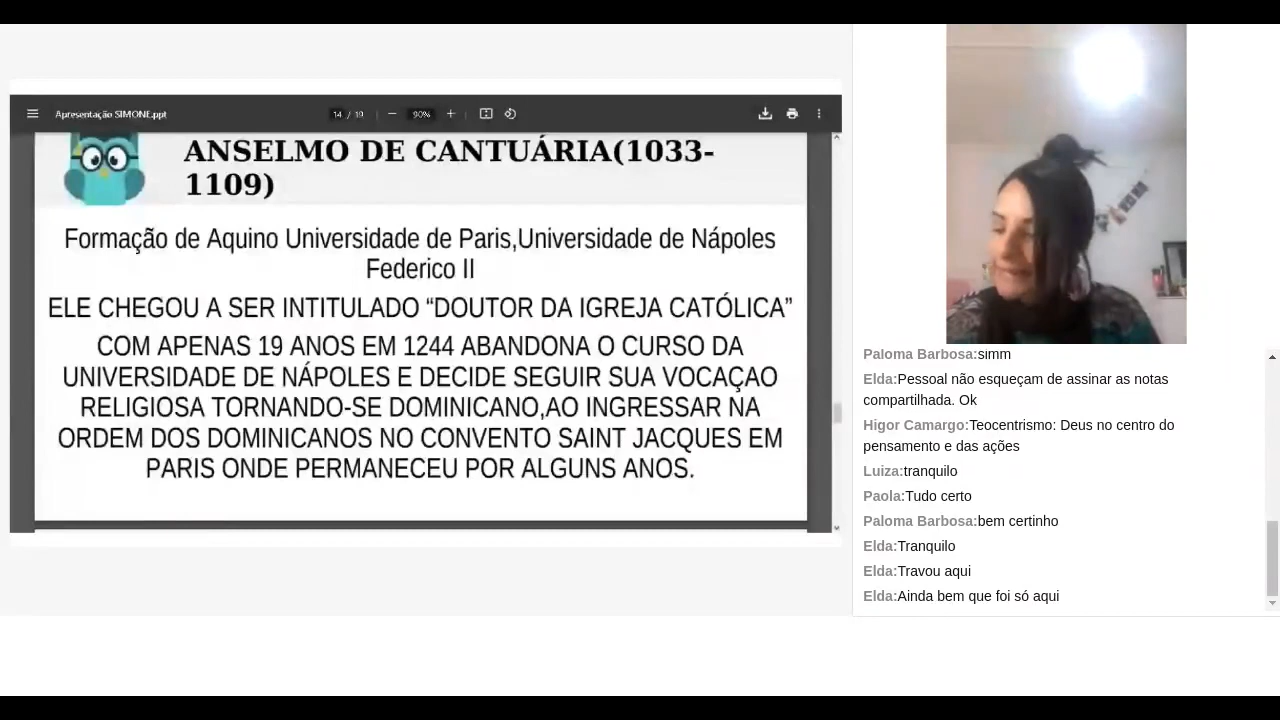 Apresentação SIMONE.ppt
14 / 19
90%
ANSELMO DE CANTUÁRIA(1033-
1109)
Formação de Aquino Universidade de Paris,Universidade de Nápoles
Federico II
ELE CHEGOU A SER INTITULADO “DOUTOR DA IGREJA CATÓLICA”
COM APENAS 19 ANOS EM 1244 ABANDONA O CURSO DA
UNIVERSIDADE DE NÁPOLES E DECIDE SEGUIR SUA VOCAÇAO
RELIGIOSA TORNANDO-SE DOMINICANO,AO INGRESSAR NA
ORDEM DOS DOMINICANOS NO CONVENTO SAINT JACQUES EM
PARIS ONDE PERMANECEU POR ALGUNS ANOS.
Paloma Barbosa:simm
Elda:Pessoal não esqueçam de assinar as notas
compartilhada. Ok
Higor Camargo:Teocentrismo: Deus no centro do
pensamento e das ações
Luiza:tranquilo
Paola:Tudo certo
Paloma Barbosa:bem certinho
Elda:Tranquilo
Elda:Travou aqui
Elda:Ainda bem que foi só aqui